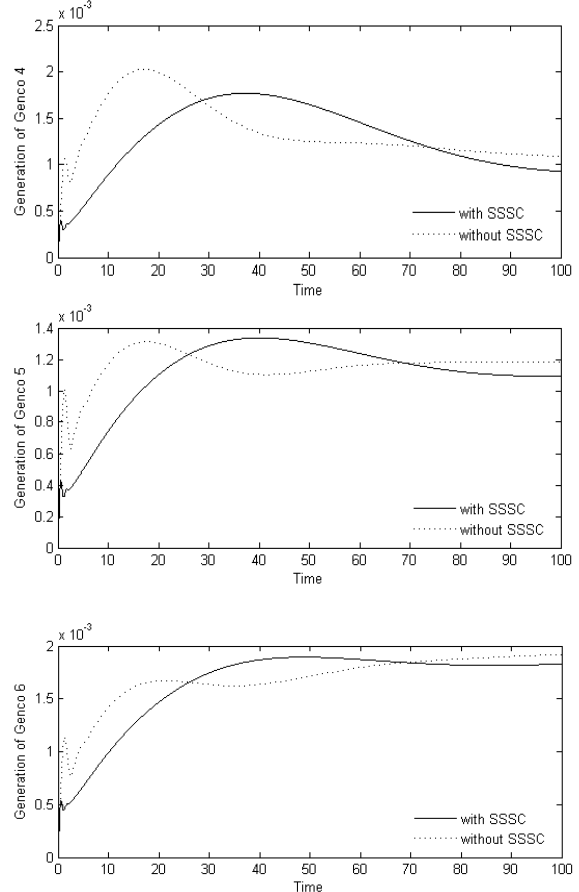 x 10-3
2.5
2
1.5
1
0.5
0
Generation of Genco 4
with SSSC
without SSSC
0 10 20 30 40 50 60 70 80 90 100
Time
x 10-3
1.4
1.2
1
0.8
0.6
0.4
0.2
0
Generation of Genco 5
with SSSC
without SSSC
0 10 20 30 40 50 60 70 80 90 100
Time
x 10-3
2
1.5
1
0.5
0
Generation of Genco 6
with SSSC
without SSSC
0 10 20 30 40 50 60 70 80 90 100
Time